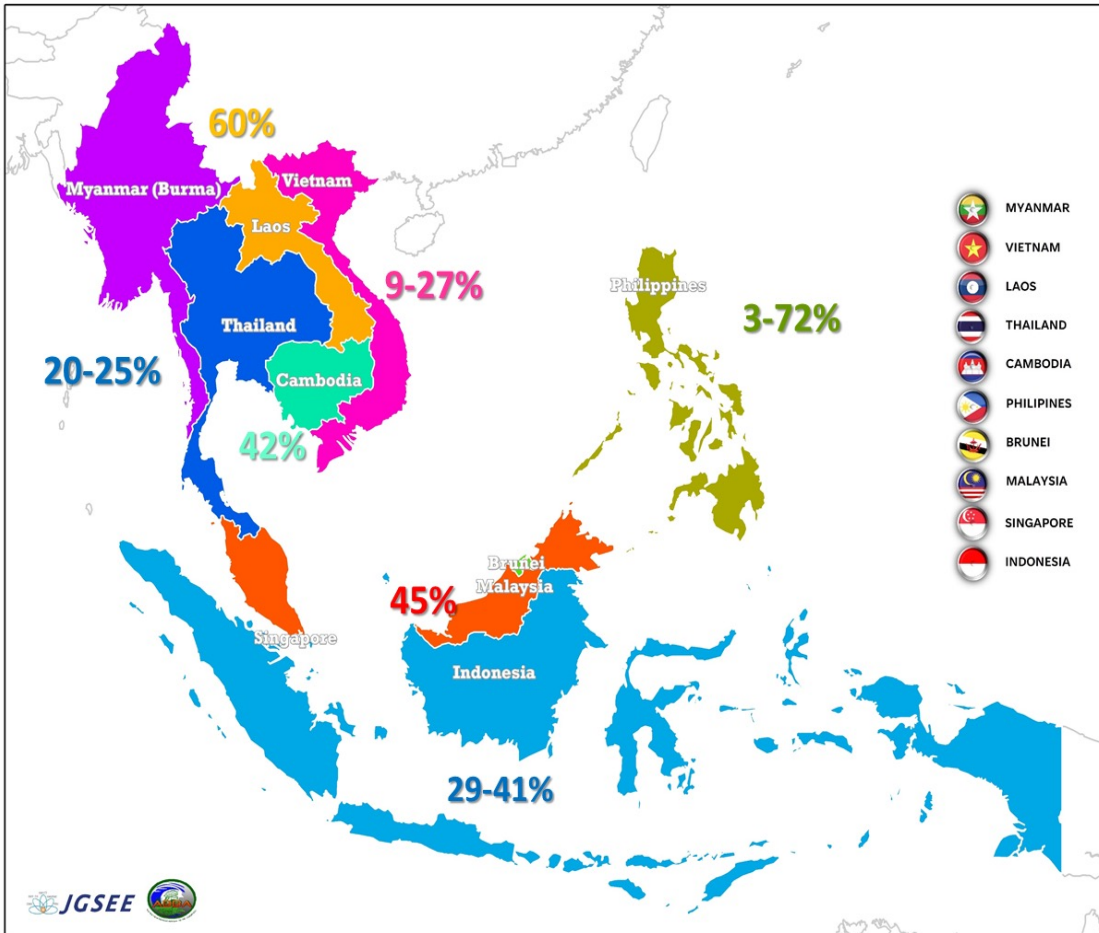 60%
Vietnam
Myanmar (Burma)
Laos
9-27%
Philippines
3-72%
Thailand
20-25%
Cambodia
42%
Brunei
Malaysia
45%
Singapore
Indonesia
29-41%
MYANMAR
VIETNAM
LAOS
THAILAND
CAMBODIA
PHILIPINES
BRUNEI
MALAYSIA
SINGAPORE
INDONESIA
JGSEE